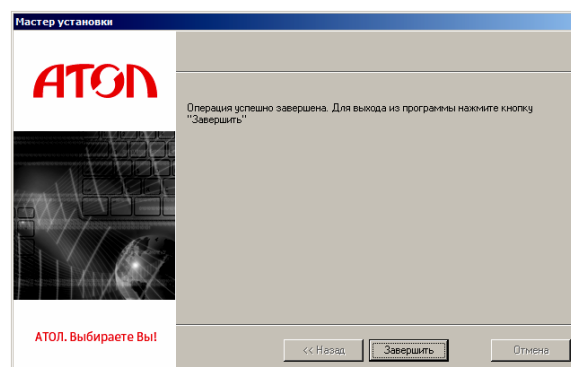 Мастер установки
АТОЛ
Операция успешно завершена. Для выхода из программы нажмите кнопку
"Завершить"
АТОЛ. Выбираете Вы!
<< Назад
Завершить
Отмена